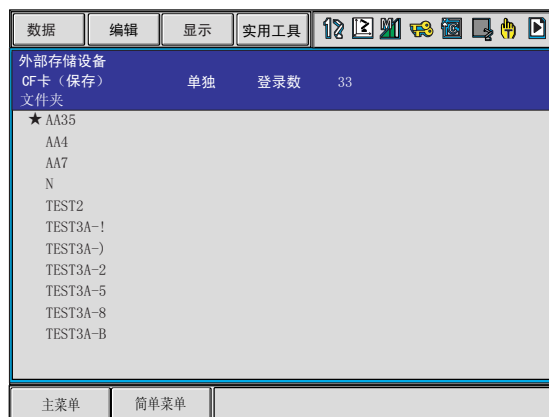 数据 编辑 显示 实用工具
外部存储设备
CF卡（保存） 单独 登录数 33
文件夹
★ AA35
AA4
AA7
N
TEST2
TEST3A-!
TEST3A-)
TEST3A-2
TEST3A-5
TEST3A-8
TEST3A-B
主菜单 简单菜单